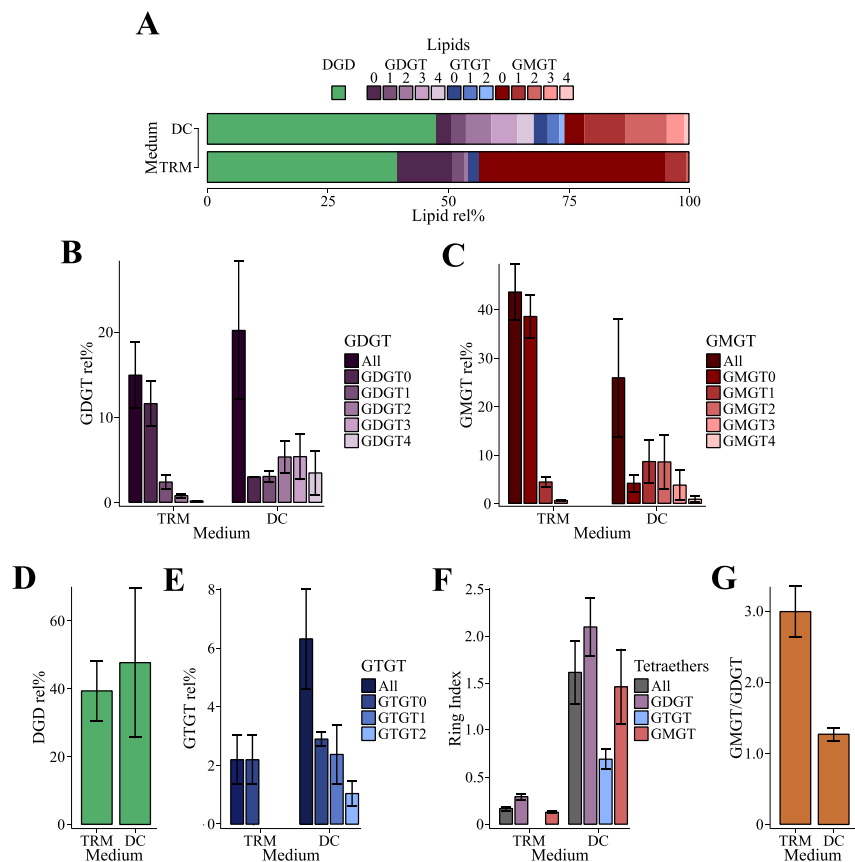 A
Lipids
DGD GDGT GTGT GMGT
0 1 2 3 4 0 1 2 0 1 2 3 4
Medum
DC
TRM
0 25 50 75 100
Lipid rel%
B
GDGT rel%
20
10
0
GDGT
All
GDGT0
GDGT1
GDGT2
GDGT3
GDGT4
TRM DC
Medium
C
GMGT rel%
40
30
20
10
0
GMGT
All
GMGT0
GMGT1
GMGT2
GMGT3
GMGT4
TRM DC
Medium
D
DGD rel%
60
40
20
0
TRM DC
Medium
E
GTGT rel%
8
6
4
2
0
GTGT
All
GTGT0
GTGT1
GTGT2
TRM DC
Medium
F
Ring Index
2.5
2.0
1.5
1.0
0.5
0
Tetraethers
All
GDGT
GTGT
GMGT
TRM DC
Medium
G
GMGT/GDGT
3.0
2.0
1.0
0
TRM DC
Medium